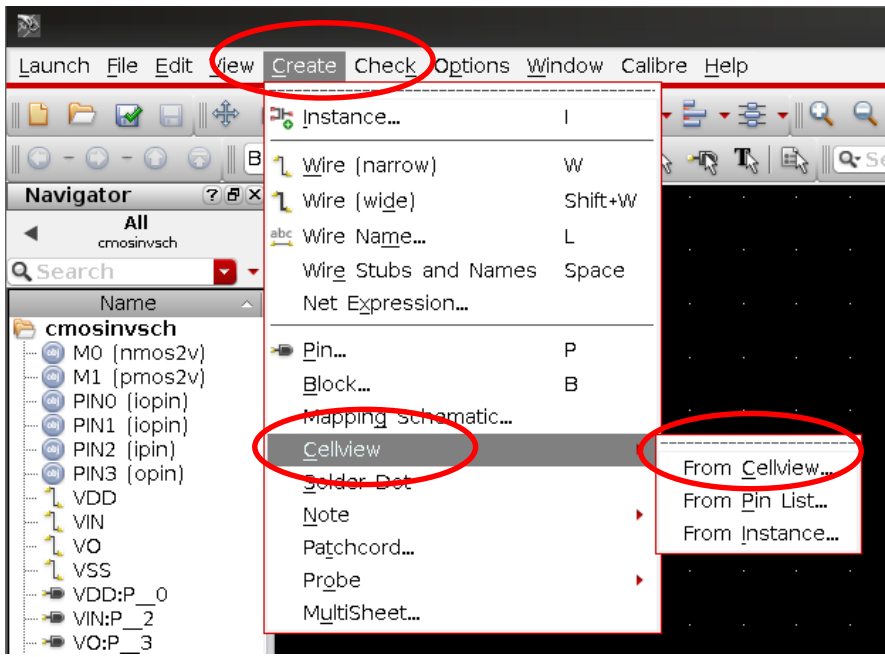 Launch File Edit View Create Check Options Window Calibre Help
B
Navigator
All
cmosinvsch
Search
Name
cmosinvsch
M0 (nmos2v)
M1 (pmos2v)
PIN0 (iopin)
PIN1 (iopin)
PIN2 (ipin)
PIN3 (opin)
VDD
VIN
VO
VSS
VDD:P__0
VIN:P__2
VO:P__3
Instance... I
Wire (narrow) W
Wire (wide) Shift+W
abc Wire Name... L
Wire Stubs and Names Space
Net Expression...
Pin... P
Block... B
Mapping Schematic...
Cellview
Solder Dot
Note
Patchcord...
Probe
MultiSheet...
From Cellview...
From Pin List...
From Instance...
T
Se